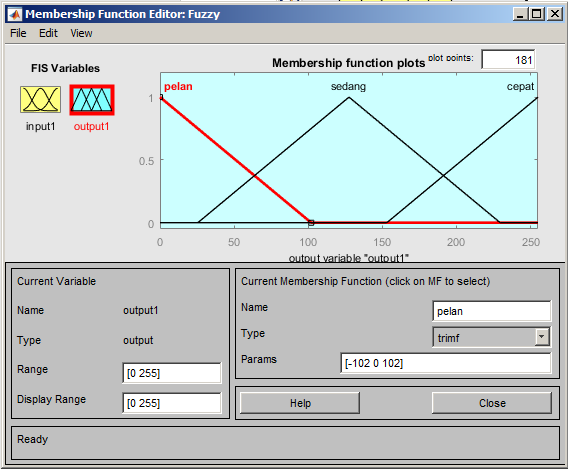 Membership Function Editor: Fuzzy
File Edit View
FIS Variables
Membership function plots
plot points:
181
input1
output1
pelan
sedang
cepat
1
0.5
0
0 50 100 150 200 250
output variable "output1"
Current Variable
Name output1
Type output
Range [0 255]
Display Range [0 255]
Current Membership Function (click on MF to select)
Name pelan
Type trimf
Params [-102 0 102]
Help Close
Ready